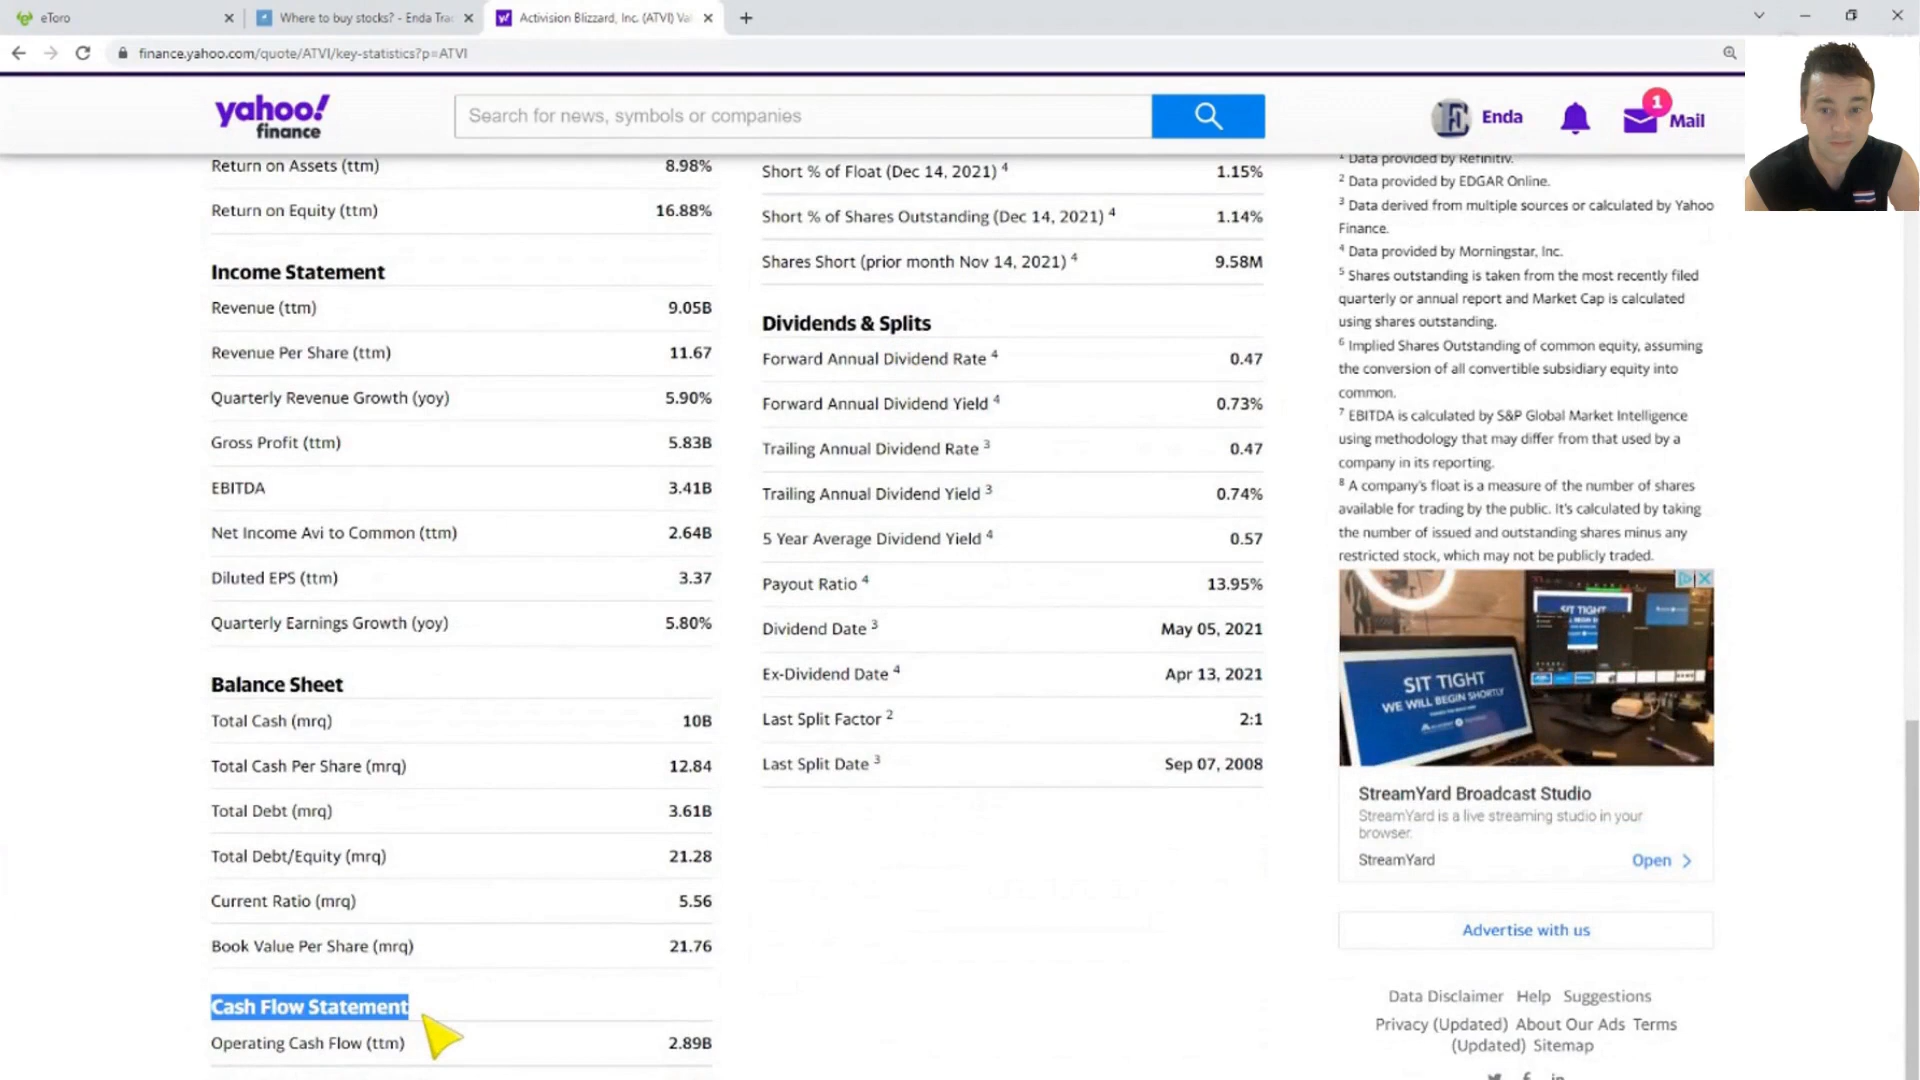 eToro
Where to buy stocks? - Enda Tra
Activision Blizzard, Inc. (ATVI) Va
finance.yahoo.com/quote/ATVI/key-statistics?p=ATVI
yahoo!
finance
Search for news, symbols or companies
Enda
1
Mail
Return on Assets (ttm) 8.98%
Return on Equity (ttm) 16.88%
Income Statement
Revenue (ttm) 9.05B
Revenue Per Share (ttm) 11.67
Quarterly Revenue Growth (yoy) 5.90%
Gross Profit (ttm) 5.83B
EBITDA 3.41B
Net Income Avi to Common (ttm) 2.64B
Diluted EPS (ttm) 3.37
Quarterly Earnings Growth (yoy) 5.80%
Balance Sheet
Total Cash (mrq) 10B
Total Cash Per Share (mrq) 12.84
Total Debt (mrq) 3.61B
Total Debt/Equity (mrq) 21.28
Current Ratio (mrq) 5.56
Book Value Per Share (mrq) 21.76
Cash Flow Statement
Operating Cash Flow (ttm) 2.89B
Short % of Float (Dec 14, 2021) 4 1.15%
Short % of Shares Outstanding (Dec 14, 2021) 4 1.14%
Shares Short (prior month Nov 14, 2021) 4 9.58M
Dividends & Splits
Forward Annual Dividend Rate 4 0.47
Forward Annual Dividend Yield 4 0.73%
Trailing Annual Dividend Rate 3 0.47
Trailing Annual Dividend Yield 3 0.74%
5 Year Average Dividend Yield 4 0.57
Payout Ratio 4 13.95%
Dividend Date 3 May 05, 2021
Ex-Dividend Date 4 Apr 13, 2021
Last Split Factor 2 2:1
Last Split Date 3 Sep 07, 2008
1 Data provided by Refinitiv.
2 Data provided by EDGAR Online.
3 Data derived from multiple sources or calculated by Yahoo
Finance.
4 Data provided by Morningstar, Inc.
5 Shares outstanding is taken from the most recently filed
quarterly or annual report and Market Cap is calculated
using shares outstanding.
6 Implied Shares Outstanding of common equity, assuming
the conversion of all convertible subsidiary equity into
common.
7 EBITDA is calculated by S&P Global Market Intelligence
using methodology that may differ from that used by a
company in its reporting.
8 A company's float is a measure of the number of shares
available for trading by the public. It's calculated by taking
the number of issued and outstanding shares minus any
restricted stock, which may not be publicly traded.
SIT TIGHT
SIT TIGHT
WE WILL BEGIN SHORTLY
StreamYard Broadcast Studio
StreamYard is a live streaming studio in your
browser.
StreamYard Open
Advertise with us
Data Disclaimer Help Suggestions
Privacy (Updated) About Our Ads Terms
(Updated) Sitemap